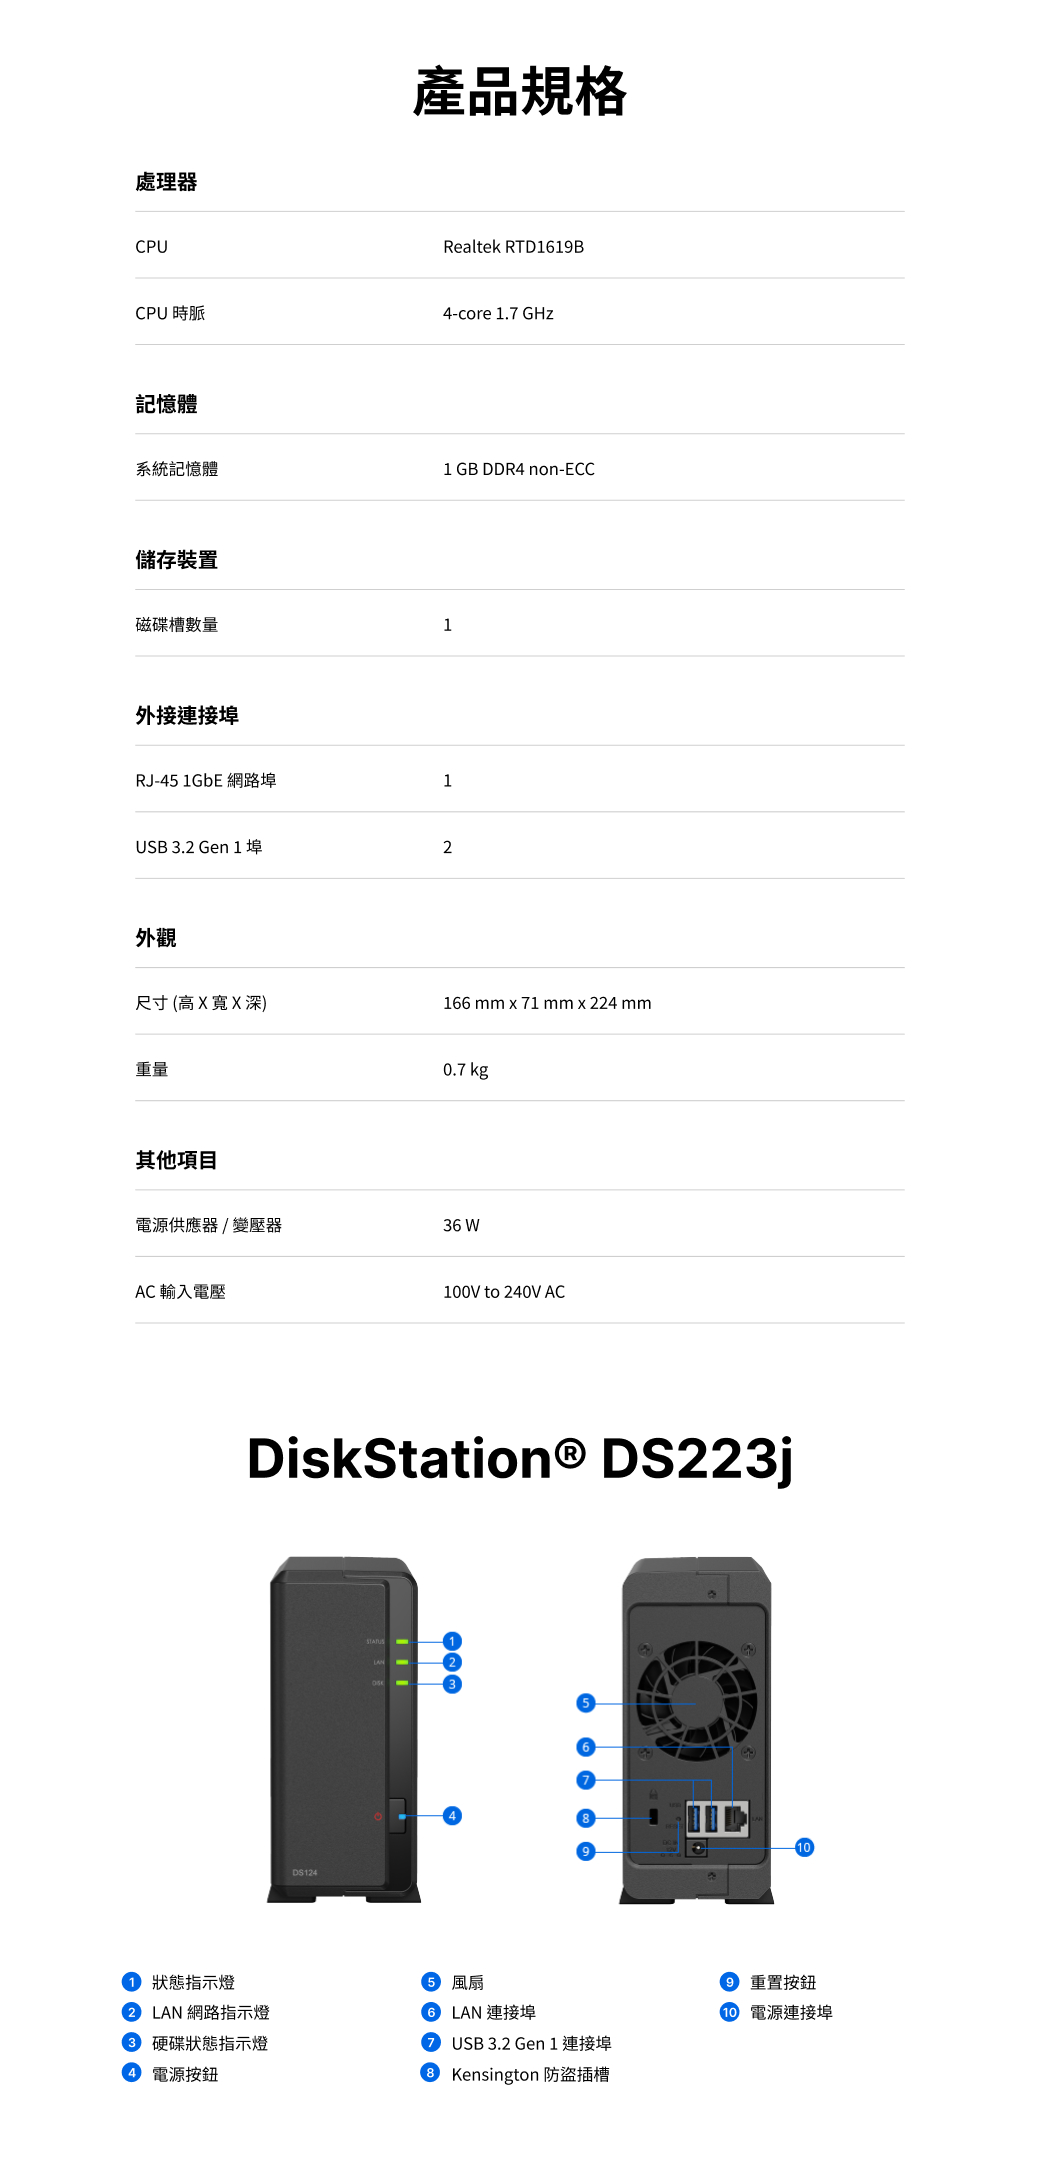 產品規格
處理器
CPU Realtek RTD1619B
CPU 時脈 4-core 1.7 GHz
記憶體
系統記憶體 1 GB DDR4 non-ECC
儲存裝置
磁碟槽數量 1
外接連接埠
RJ-45 1GbE 網路埠 1
USB 3.2 Gen 1 埠 2
外觀
尺寸 (高 X 寬 X 深) 166 mm x 71 mm x 224 mm
重量 0.7 kg
其他項目
電源供應器 / 變壓器 36 W
AC 輸入電壓 100V to 240V AC
DiskStation® DS223j
STATUS 1
LAN 2
DISK 3
4
DS124
5
6
7
8
9
10
LAN
1 狀態指示燈
2 LAN 網路指示燈
3 硬碟狀態指示燈
4 電源按鈕
5 風扇
6 LAN 連接埠
7 USB 3.2 Gen 1 連接埠
8 Kensington 防盜插槽
9 重置按鈕
10 電源連接埠